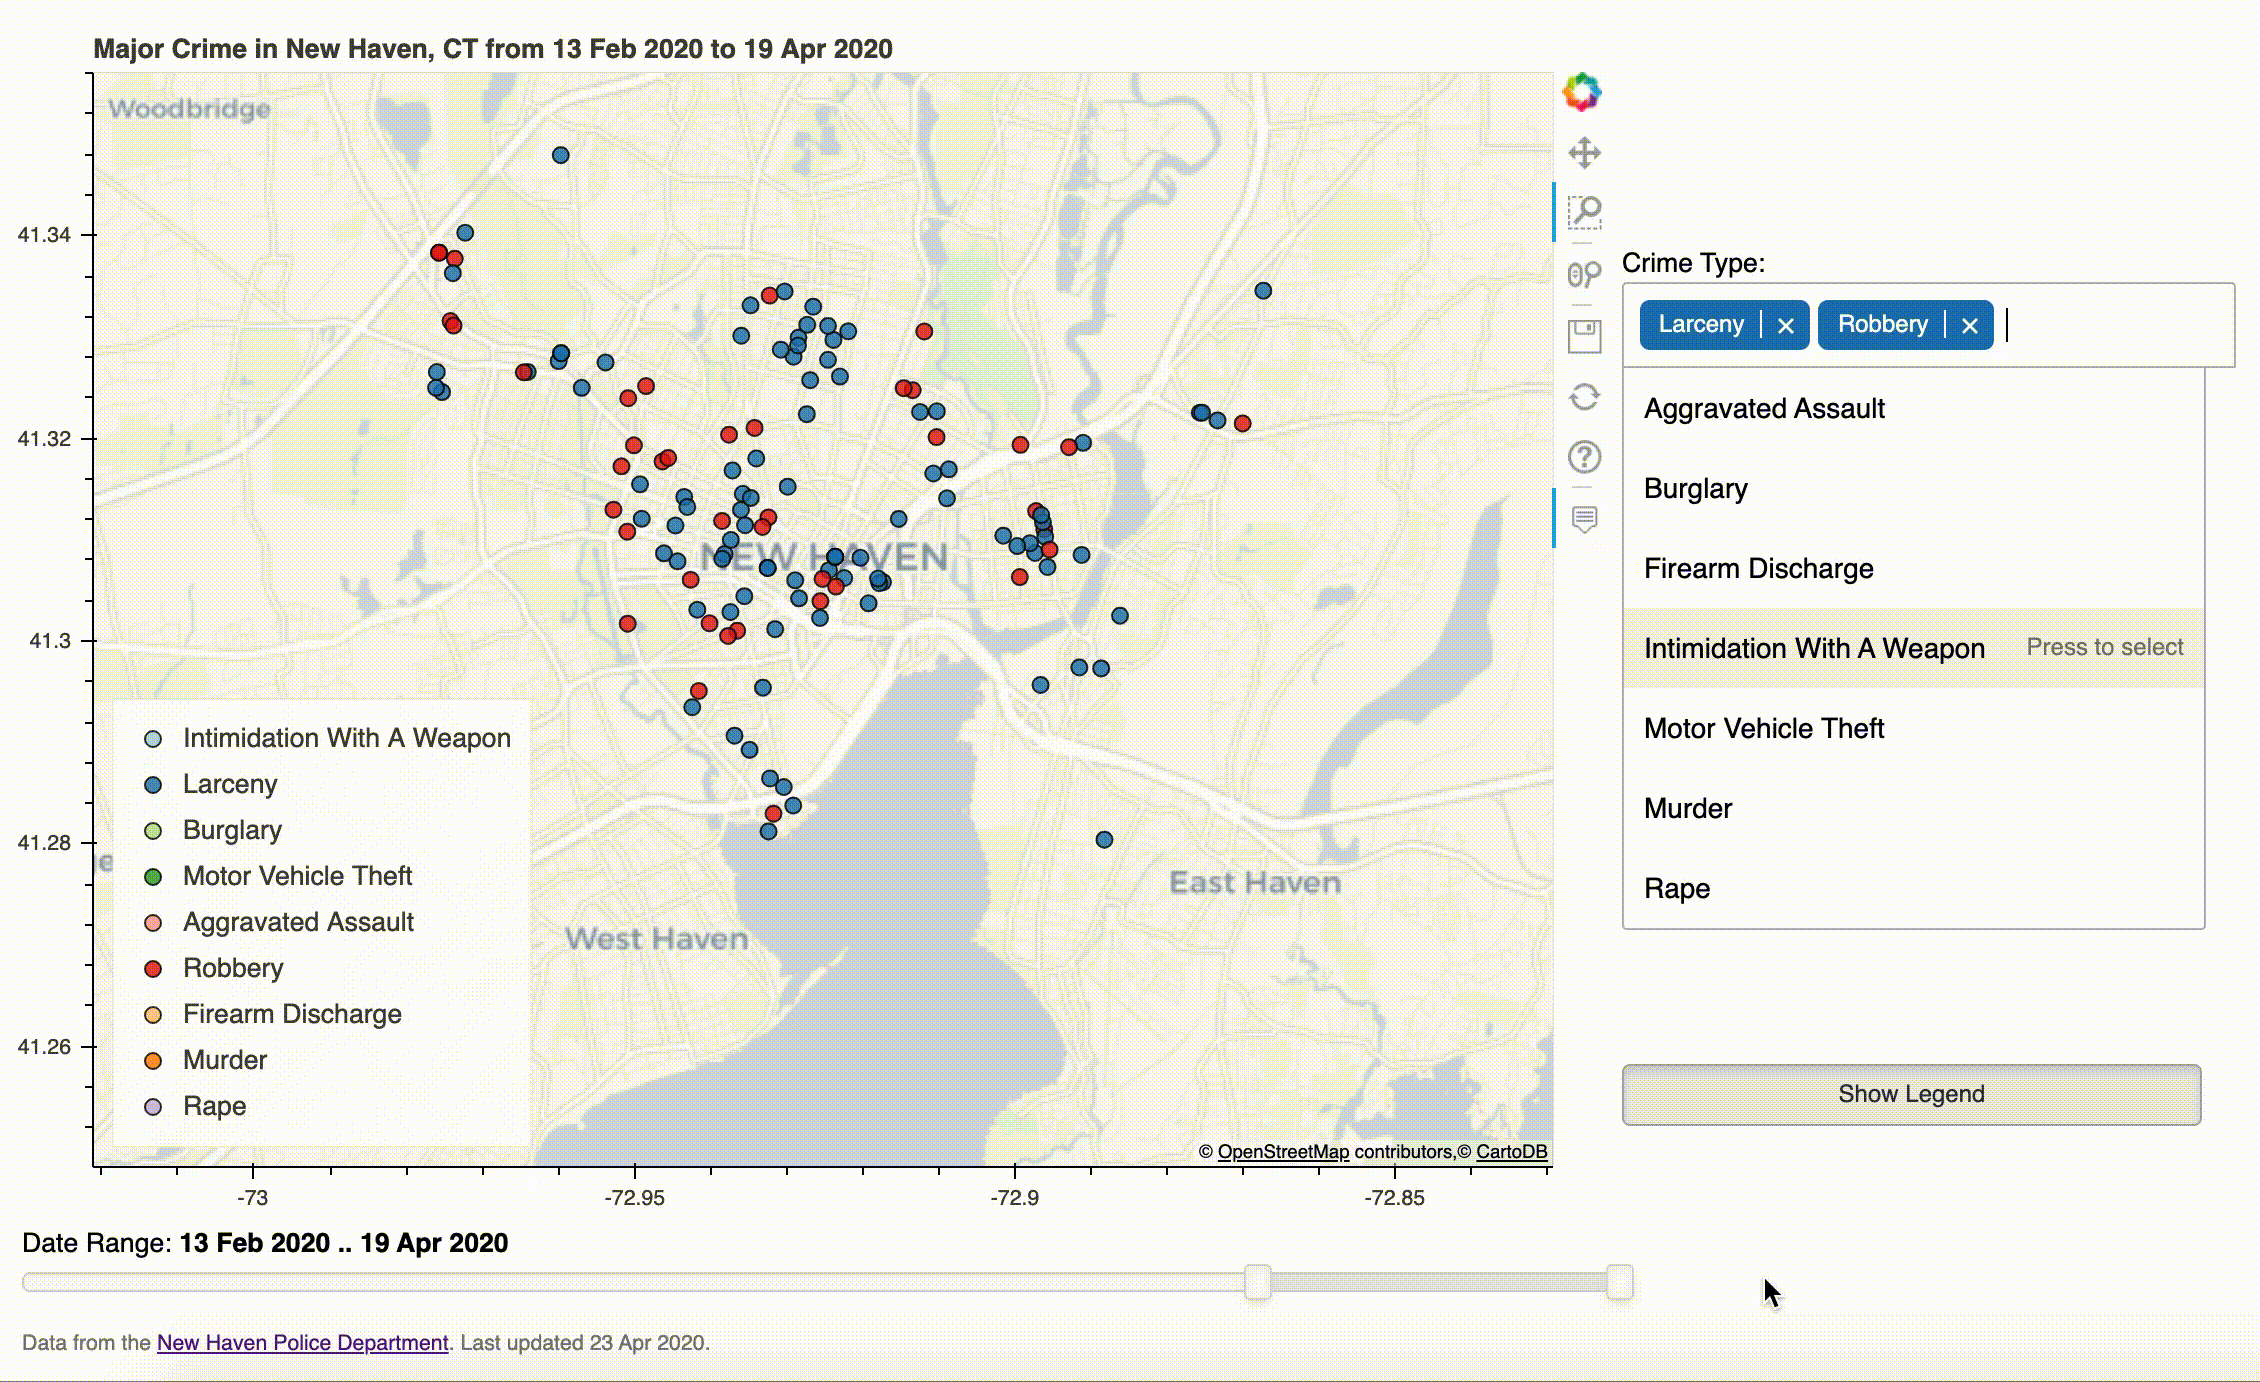 Major Crime in New Haven, CT from 13 Feb 2020 to 19 Apr 2020
Woodbridge
41.34
41.32
41.3
41.28
41.26
NEW HAVEN
West Haven
East Haven
Intimidation With A Weapon
Larceny
Burglary
Motor Vehicle Theft
Aggravated Assault
Robbery
Firearm Discharge
Murder
Rape
© OpenStreetMap contributors,© CartoDB
-73
-72.95
-72.9
-72.85
Crime Type:
Larceny × Robbery ×
Aggravated Assault
Burglary
Firearm Discharge
Intimidation With A Weapon Press to select
Motor Vehicle Theft
Murder
Rape
Show Legend
Date Range: 13 Feb 2020 .. 19 Apr 2020
Data from the New Haven Police Department. Last updated 23 Apr 2020.